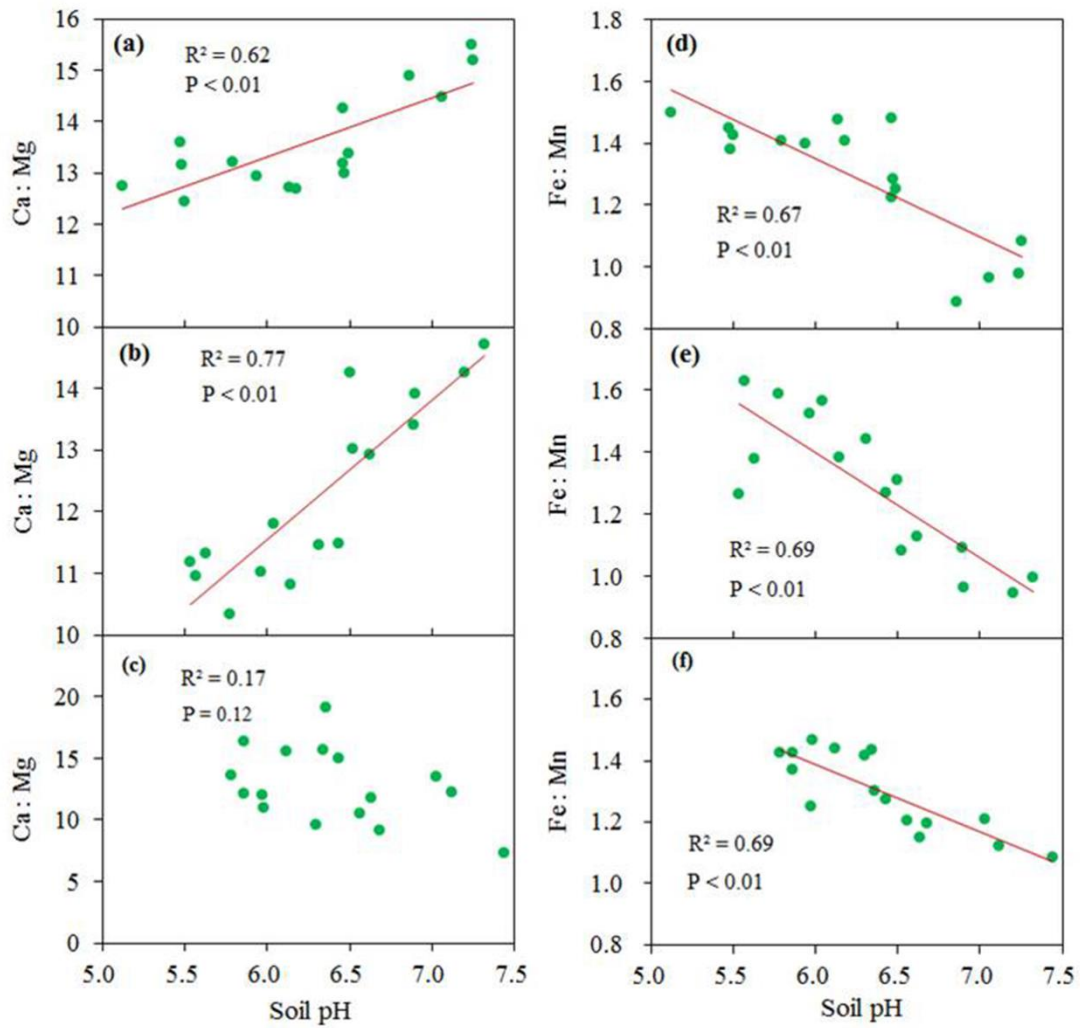 (a)
R² = 0.62
P < 0.01
Ca : Mg
16
15
14
13
12
11
10
(d)
R² = 0.67
P < 0.01
Fe : Mn
1.8
1.6
1.4
1.2
1.0
0.8
(b)
R² = 0.77
P < 0.01
Ca : Mg
14
13
12
11
10
(e)
R² = 0.69
P < 0.01
Fe : Mn
1.6
1.4
1.2
1.0
0.8
(c)
R² = 0.17
P = 0.12
Ca : Mg
20
15
10
5
0
5.0 5.5 6.0 6.5 7.0 7.5
Soil pH
(f)
R² = 0.69
P < 0.01
Fe : Mn
1.6
1.4
1.2
1.0
0.8
5.0 5.5 6.0 6.5 7.0 7.5
Soil pH